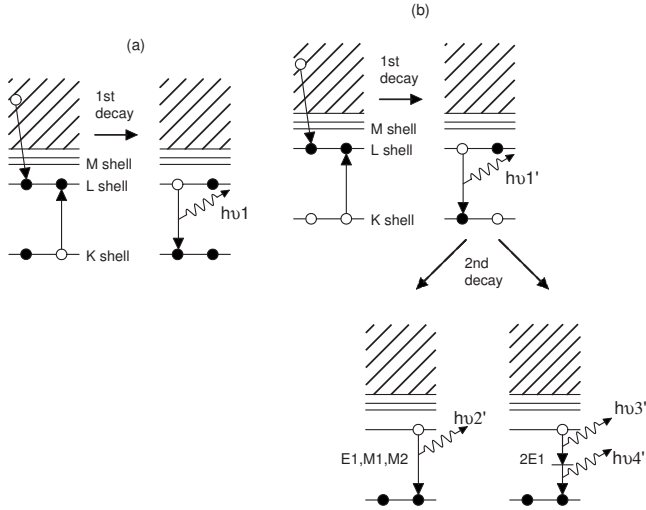 (a)
1st
decay
M shell
L shell
hυ1
K shell
(b)
1st
decay
M shell
L shell
hυ1'
K shell
2nd
decay
hυ2'
E1,M1,M2
hυ3'
2E1
hυ4'